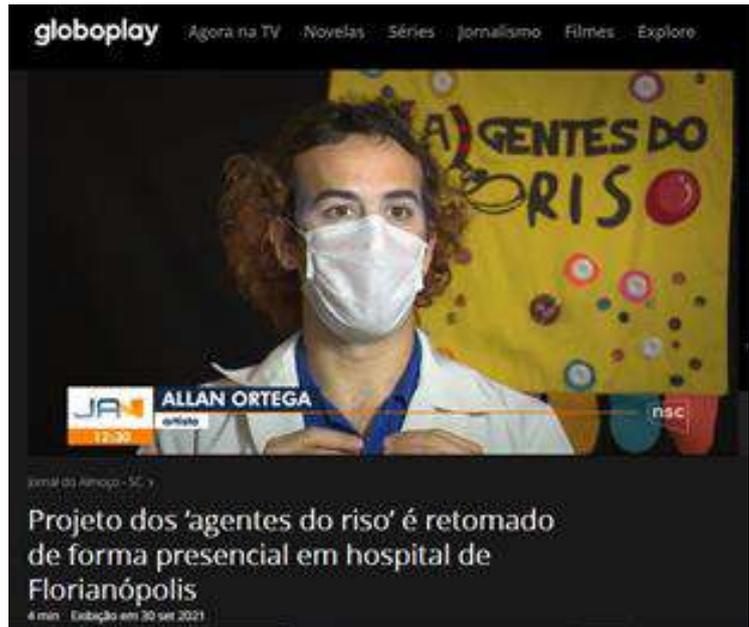 globoplay Agora na TV Novelas Séries Jornalismo Filmes Explore
(A)GENTES DO
RISO
JA
ALLAN ORTEGA
artista
nsc
12:30
Jornal do Almoço - SC
Projeto dos 'agentes do riso' é retomado
de forma presencial em hospital de
Florianópolis
4 min Exibição em 30 set 2021